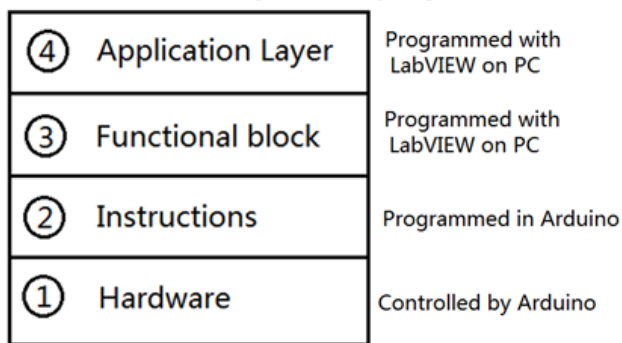 ④ Application Layer
Programmed with
LabVIEW on PC
③ Functional block
Programmed with
LabVIEW on PC
② Instructions
Programmed in Arduino
① Hardware
Controlled by Arduino